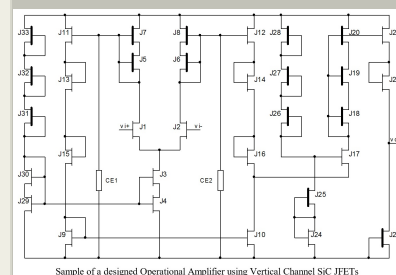 J33 J11 J7 J8 J12 J28 J20
J5 J6
J32 J13 J14 J27 J19
J31 J26 J18
vi+ J1 J2 vi-
J15 J16 J17
J30 J3 CE1 CE2
J25
J29 J4
J9 J10 J24
Sample of a designed Operational Amplifier using Vertical Channel SiC JFETs